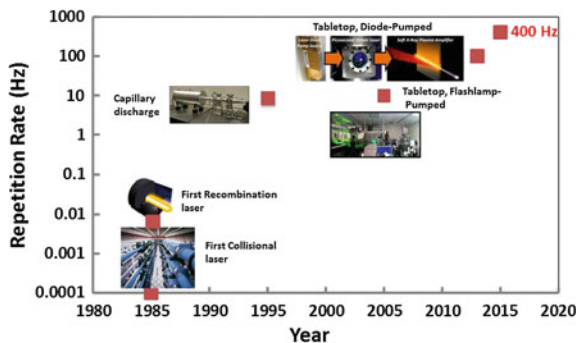 Tabletop, Diode-Pumped
1000
400 Hz
100
Capillary
discharge
10
Tabletop, Flashlamp-
Pumped
1
0.1
First Recombination
laser
0.01
0.001
First Collisional
laser
0.0001
Repetition Rate (Hz)
1980 1985 1990 1995 2000 2005 2010 2015 2020
Year